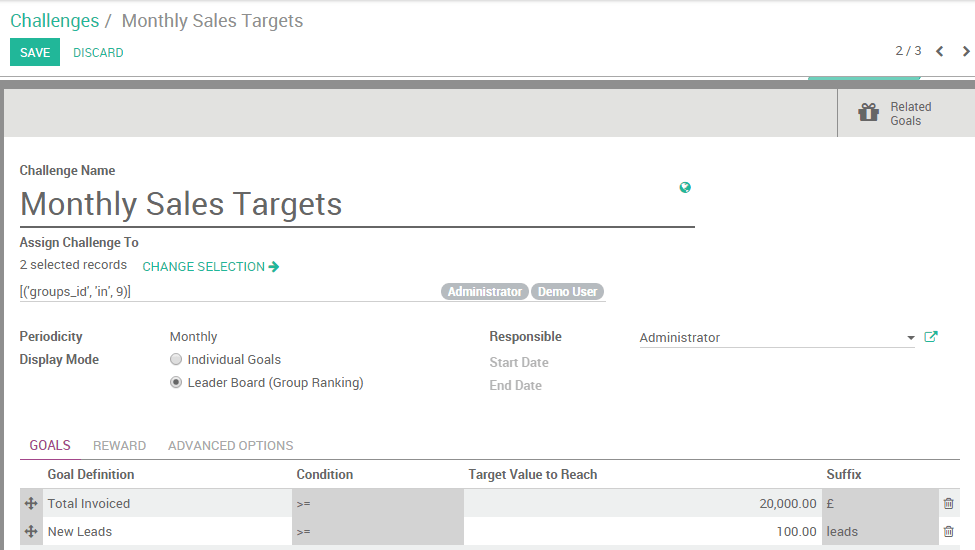 Challenges / Monthly Sales Targets
SAVE DISCARD 2 / 3
Related
Goals
Challenge Name
Monthly Sales Targets
Assign Challenge To
2 selected records CHANGE SELECTION
[('groups_id', 'in', 9)] Administrator Demo User
Periodicity Monthly Responsible Administrator
Display Mode Individual Goals Start Date
Leader Board (Group Ranking) End Date
GOALS REWARD ADVANCED OPTIONS
Goal Definition Condition Target Value to Reach Suffix
Total Invoiced >= 20,000.00 £
New Leads >= 100.00 leads